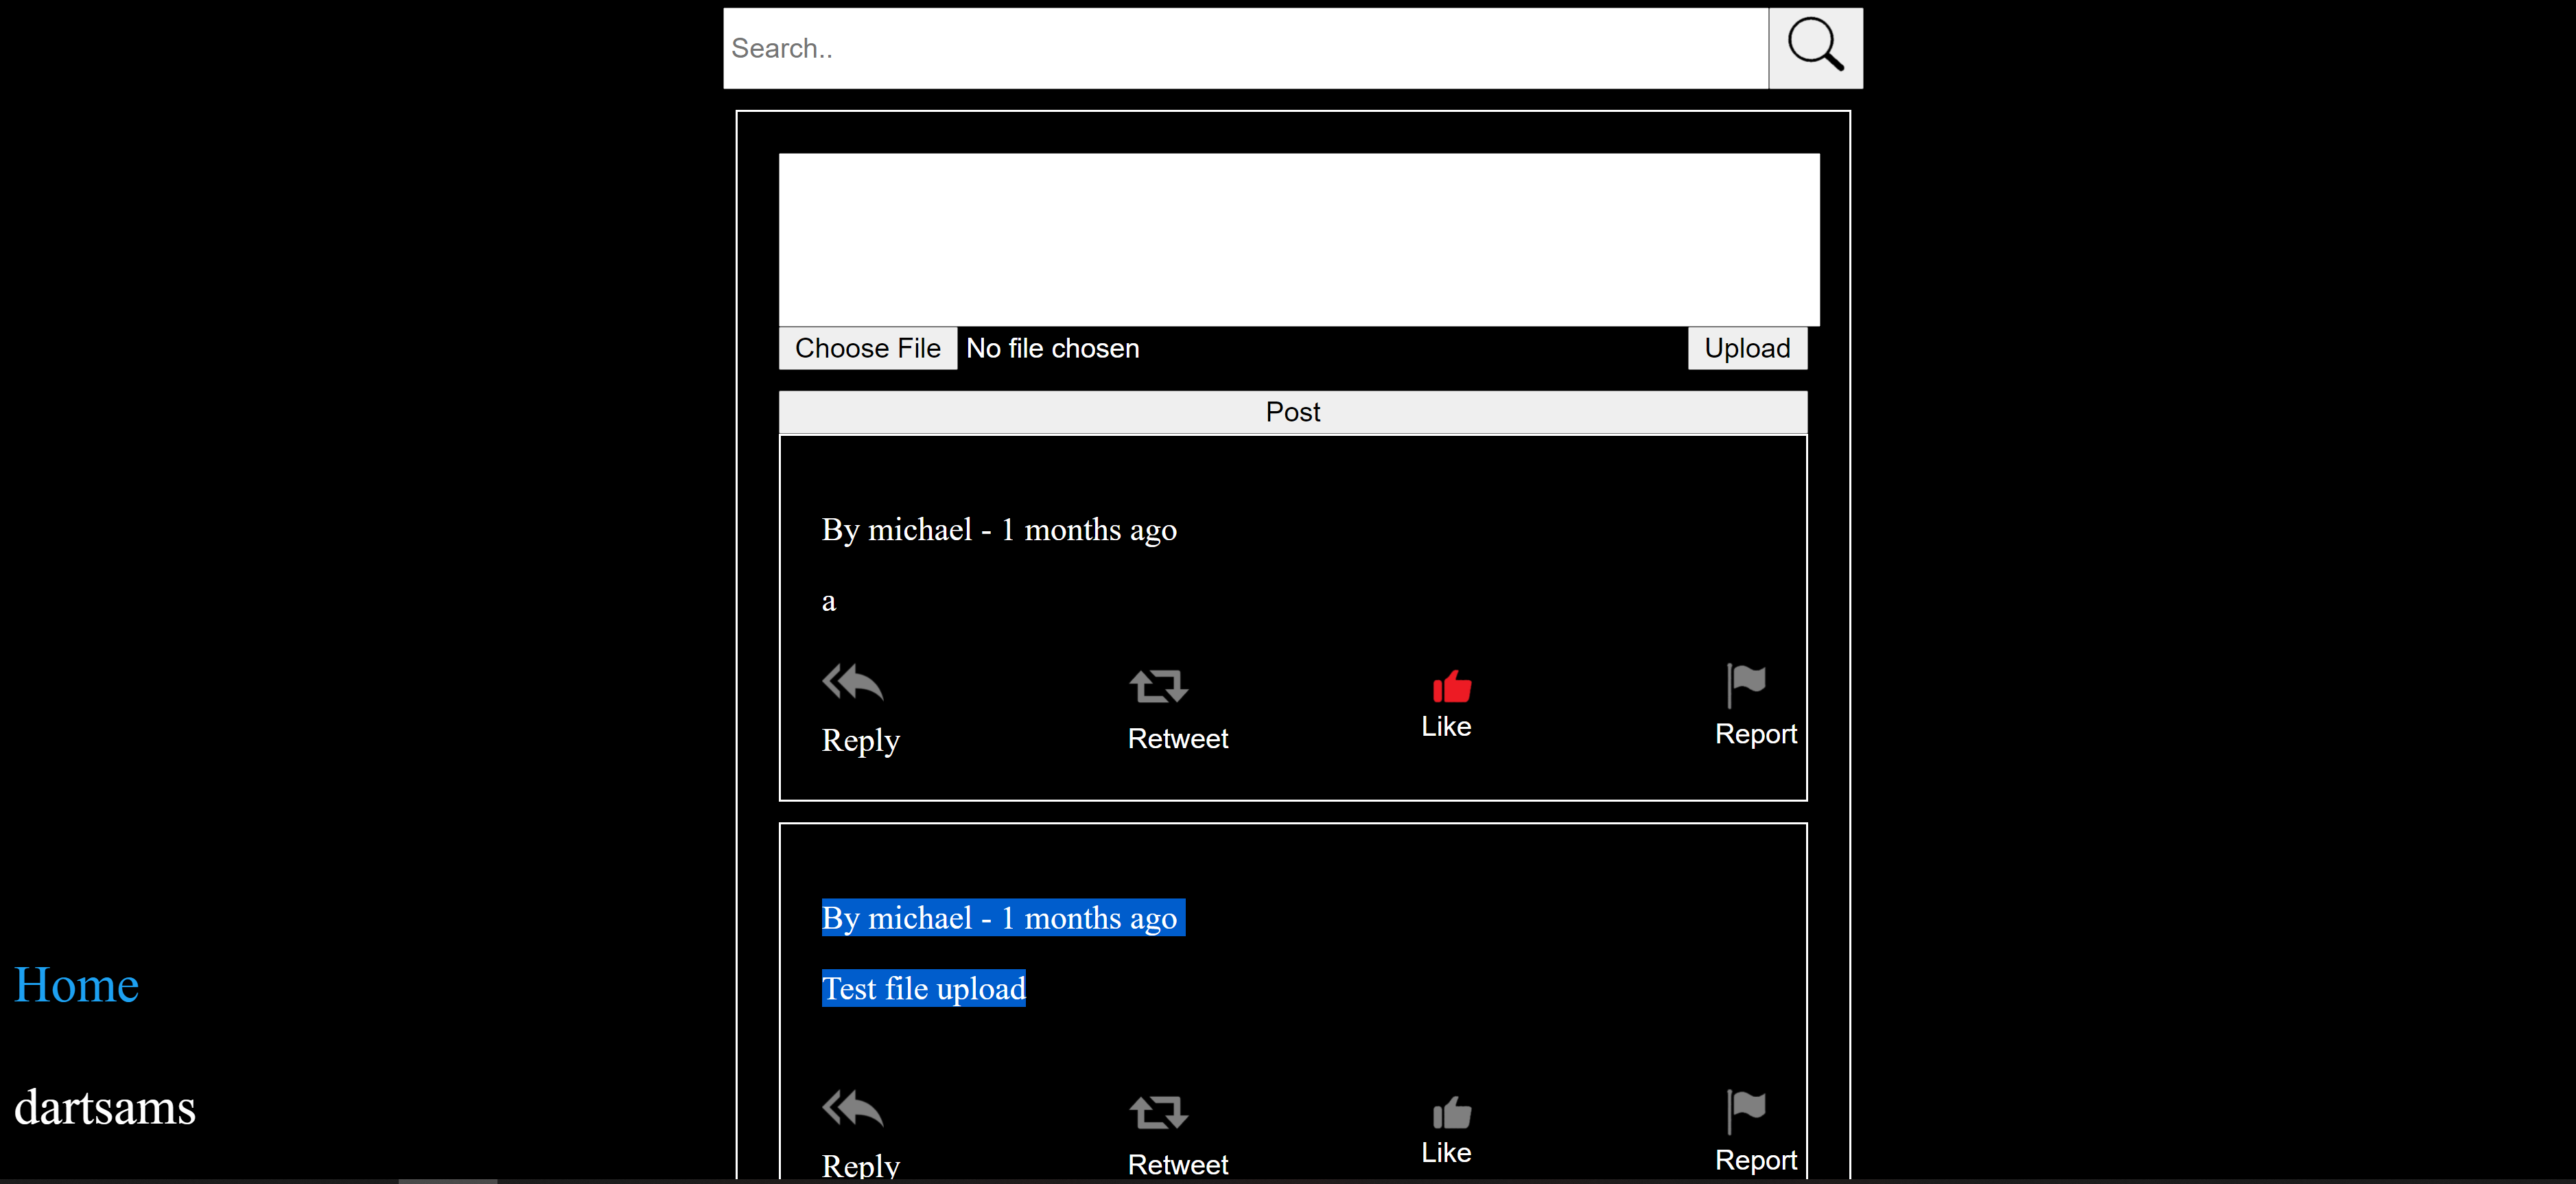 Search..
Choose File No file chosen Upload
Post
By michael - 1 months ago
a
Reply Retweet Like Report
By michael - 1 months ago
Test file upload
Reply Retweet Like Report
Home
dartsams